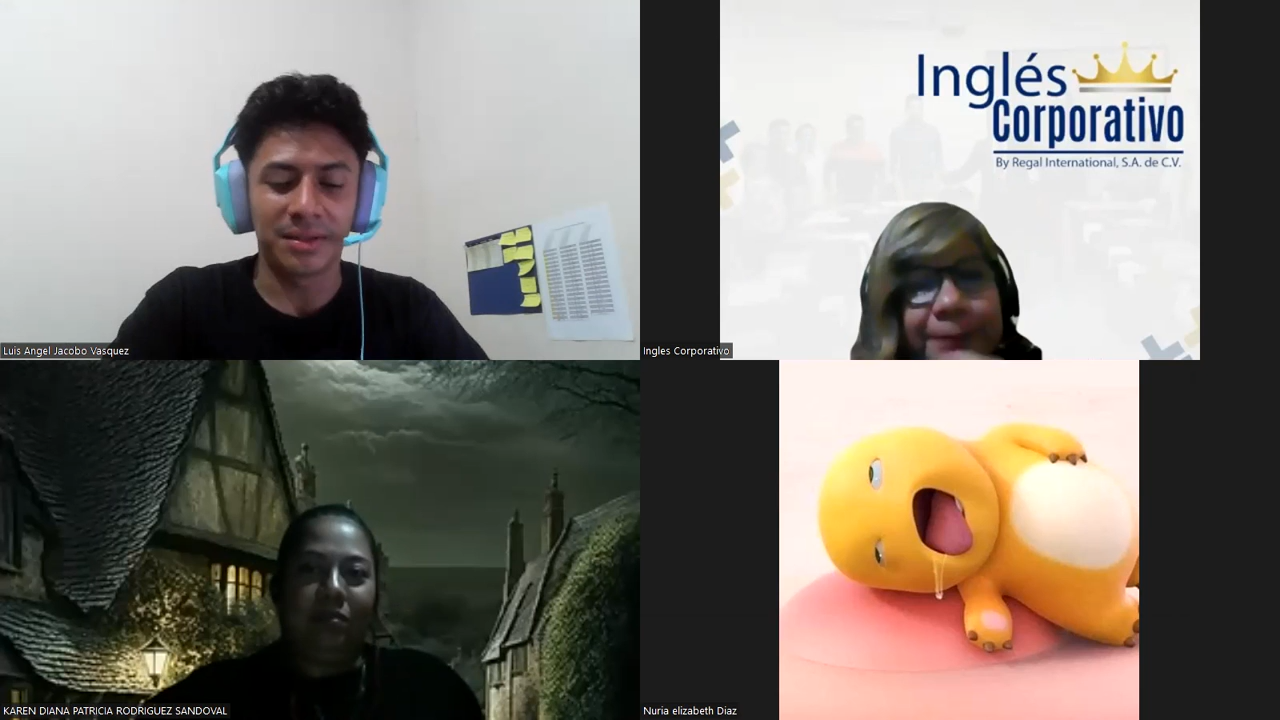 Inglés
Corporativo
By Regal International, S.A. de C.V.
Luis Angel Jacobo Vasquez
Ingles Corporativo
KAREN DIANA PATRICIA RODRIGUEZ SANDOVAL
Nuria elizabeth Diaz